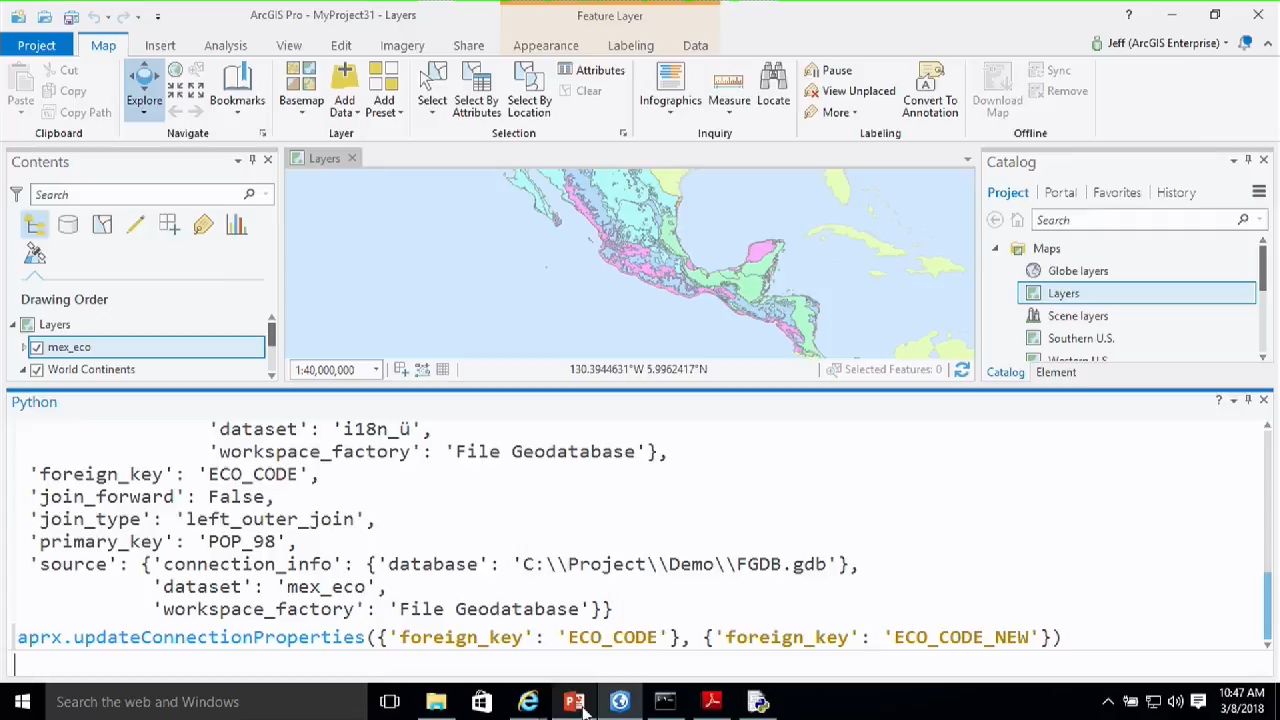 ArcGIS Pro - MyProject31 - Layers
Feature Layer
?
Project
Map
Insert
Analysis
View
Edit
Imagery
Share
Appearance
Labeling
Data
Jeff (ArcGIS Enterprise)
Paste
Cut
Copy
Copy Path
Clipboard
Explore
Bookmarks
Navigate
Basemap
Add Data
Add Preset
Layer
Select
Select By Attributes
Select By Location
Attributes
Clear
Selection
Infographics
Measure
Locate
Inquiry
Pause
View Unplaced
More
Convert To Annotation
Labeling
Download Map
Sync
Remove
Offline
Contents
Search
Drawing Order
Layers
mex_eco
World Continents
Layers
1:40,000,000
130.3944631°W 5.9962417°N
Selected Features: 0
Catalog
Project
Portal
Favorites
History
Search
Maps
Globe layers
Layers
Scene layers
Southern U.S.
Western U.S.
Catalog
Element
Python
?
'dataset': 'i18n_ü',
'workspace_factory': 'File Geodatabase'},
'foreign_key': 'ECO_CODE',
'join_forward': False,
'join_type': 'left_outer_join',
'primary_key': 'POP_98',
'source': {'connection_info': {'database': 'C:\\Project\\Demo\\FGDB.gdb'},
'dataset': 'mex_eco',
'workspace_factory': 'File Geodatabase'}}
aprx.updateConnectionProperties({'foreign_key': 'ECO_CODE'}, {'foreign_key': 'ECO_CODE_NEW'})
Search the web and Windows
10:47 AM
3/8/2018